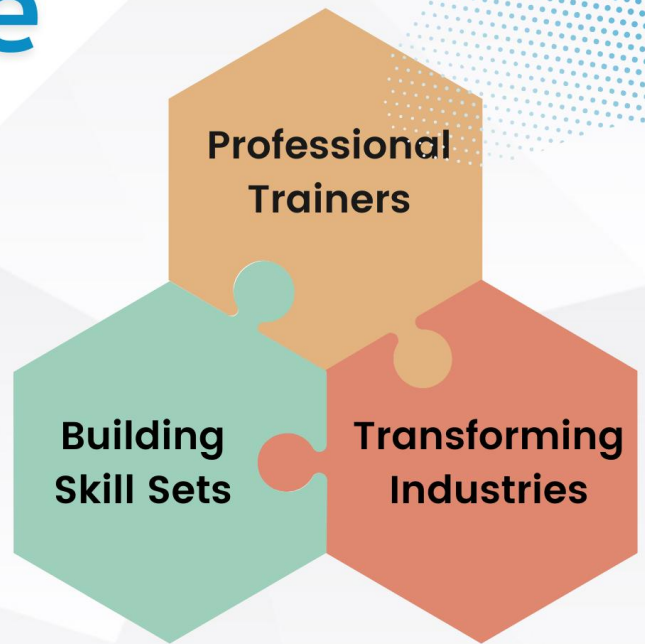 e
Professional
Trainers
Building
Skill Sets
Transforming
Industries